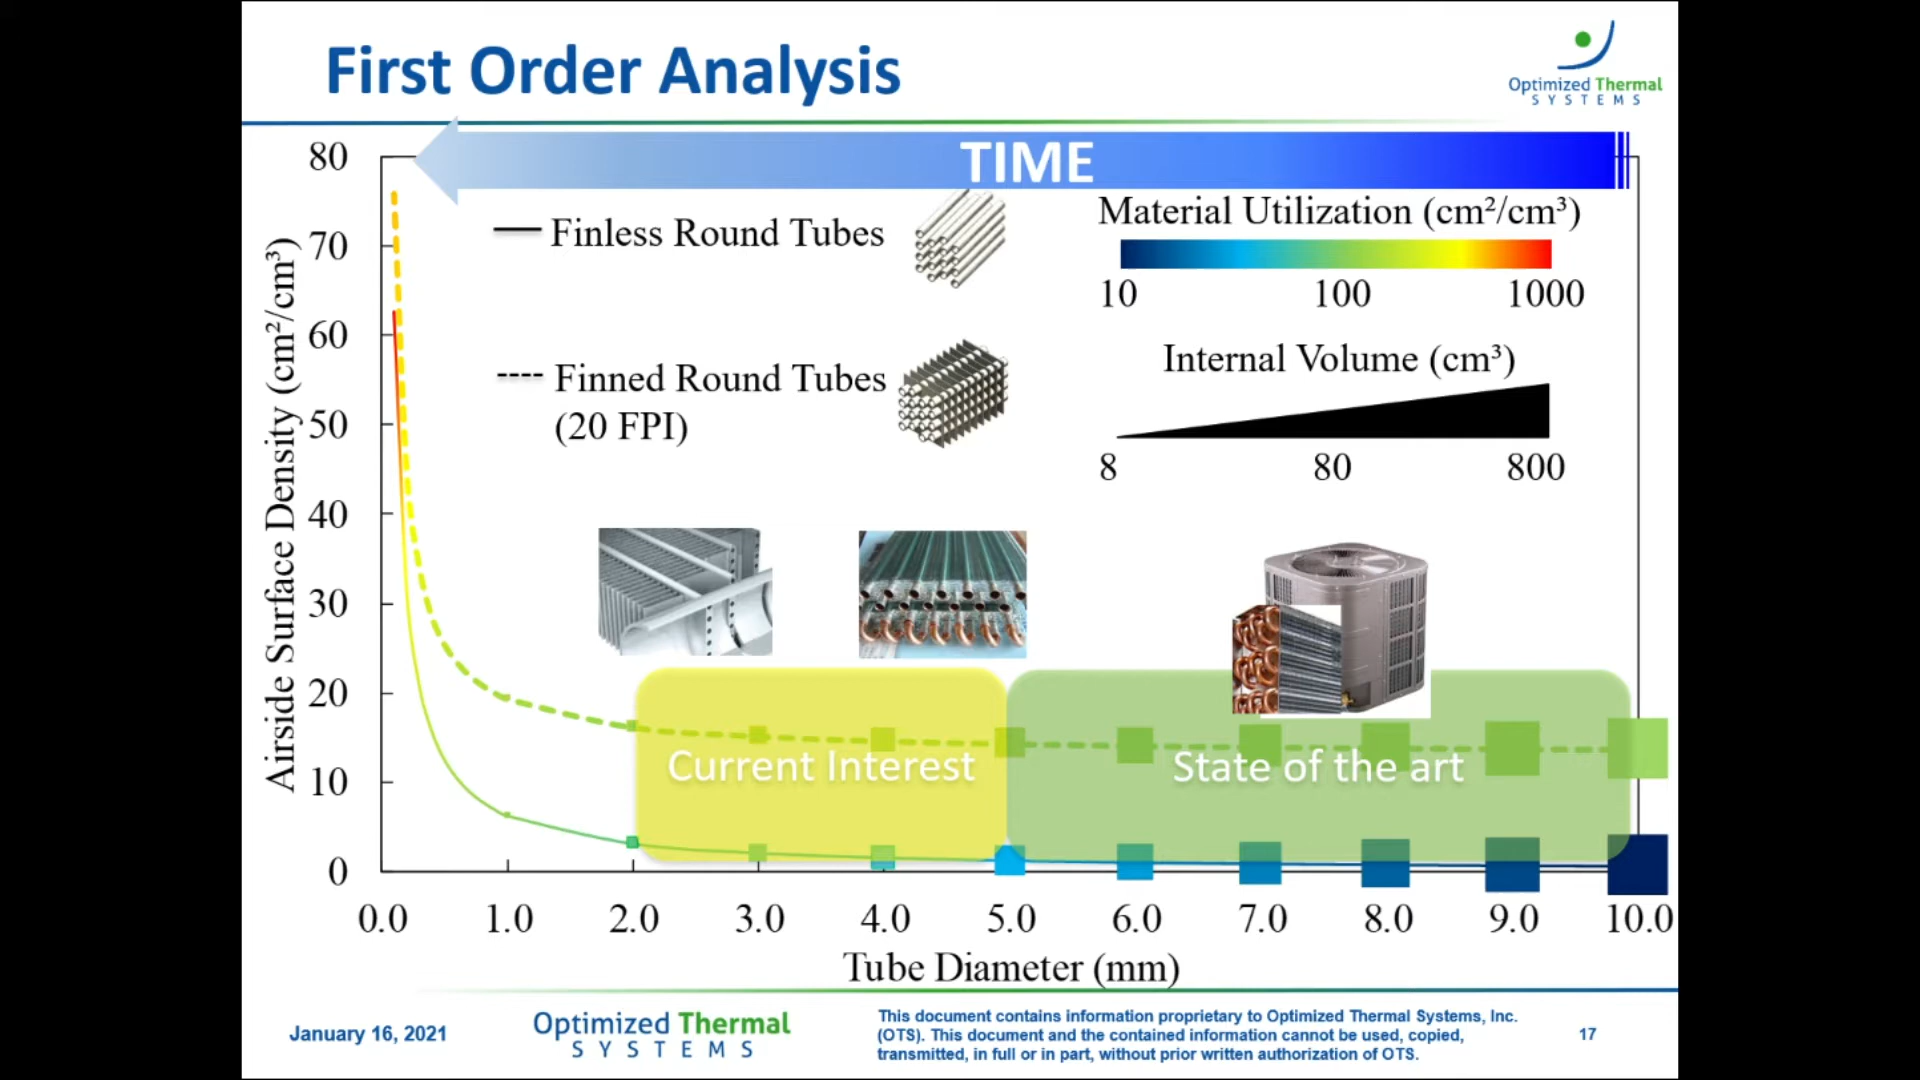 First Order Analysis
Optimized Thermal
SYSTEMS
TIME
80
70
60
50
40
30
20
10
0
Airside Surface Density (cm²/cm³)
Finless Round Tubes
Finned Round Tubes
(20 FPI)
Material Utilization (cm²/cm³)
10 100 1000
Internal Volume (cm³)
8 80 800
Current Interest
State of the art
0.0 1.0 2.0 3.0 4.0 5.0 6.0 7.0 8.0 9.0 10.0
Tube Diameter (mm)
January 16, 2021
Optimized Thermal
SYSTEMS
This document contains information proprietary to Optimized Thermal Systems, Inc.
(OTS). This document and the contained information cannot be used, copied,
transmitted, in full or in part, without prior written authorization of OTS.
17